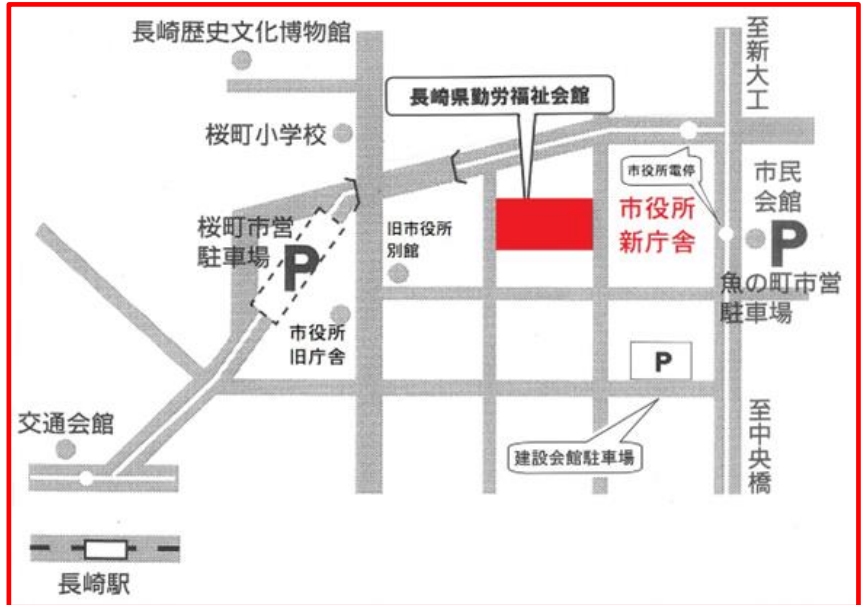 長崎歴史文化博物館
至新大工
長崎県勤労福祉会館
桜町小学校
市役所電停
市民
会館
市役所
新庁舎
桜町市営
駐車場
P
旧市役所
別館
P
魚の町市営
駐車場
市役所
旧庁舎
P
交通会館
至中央橋
建設会館駐車場
長崎駅